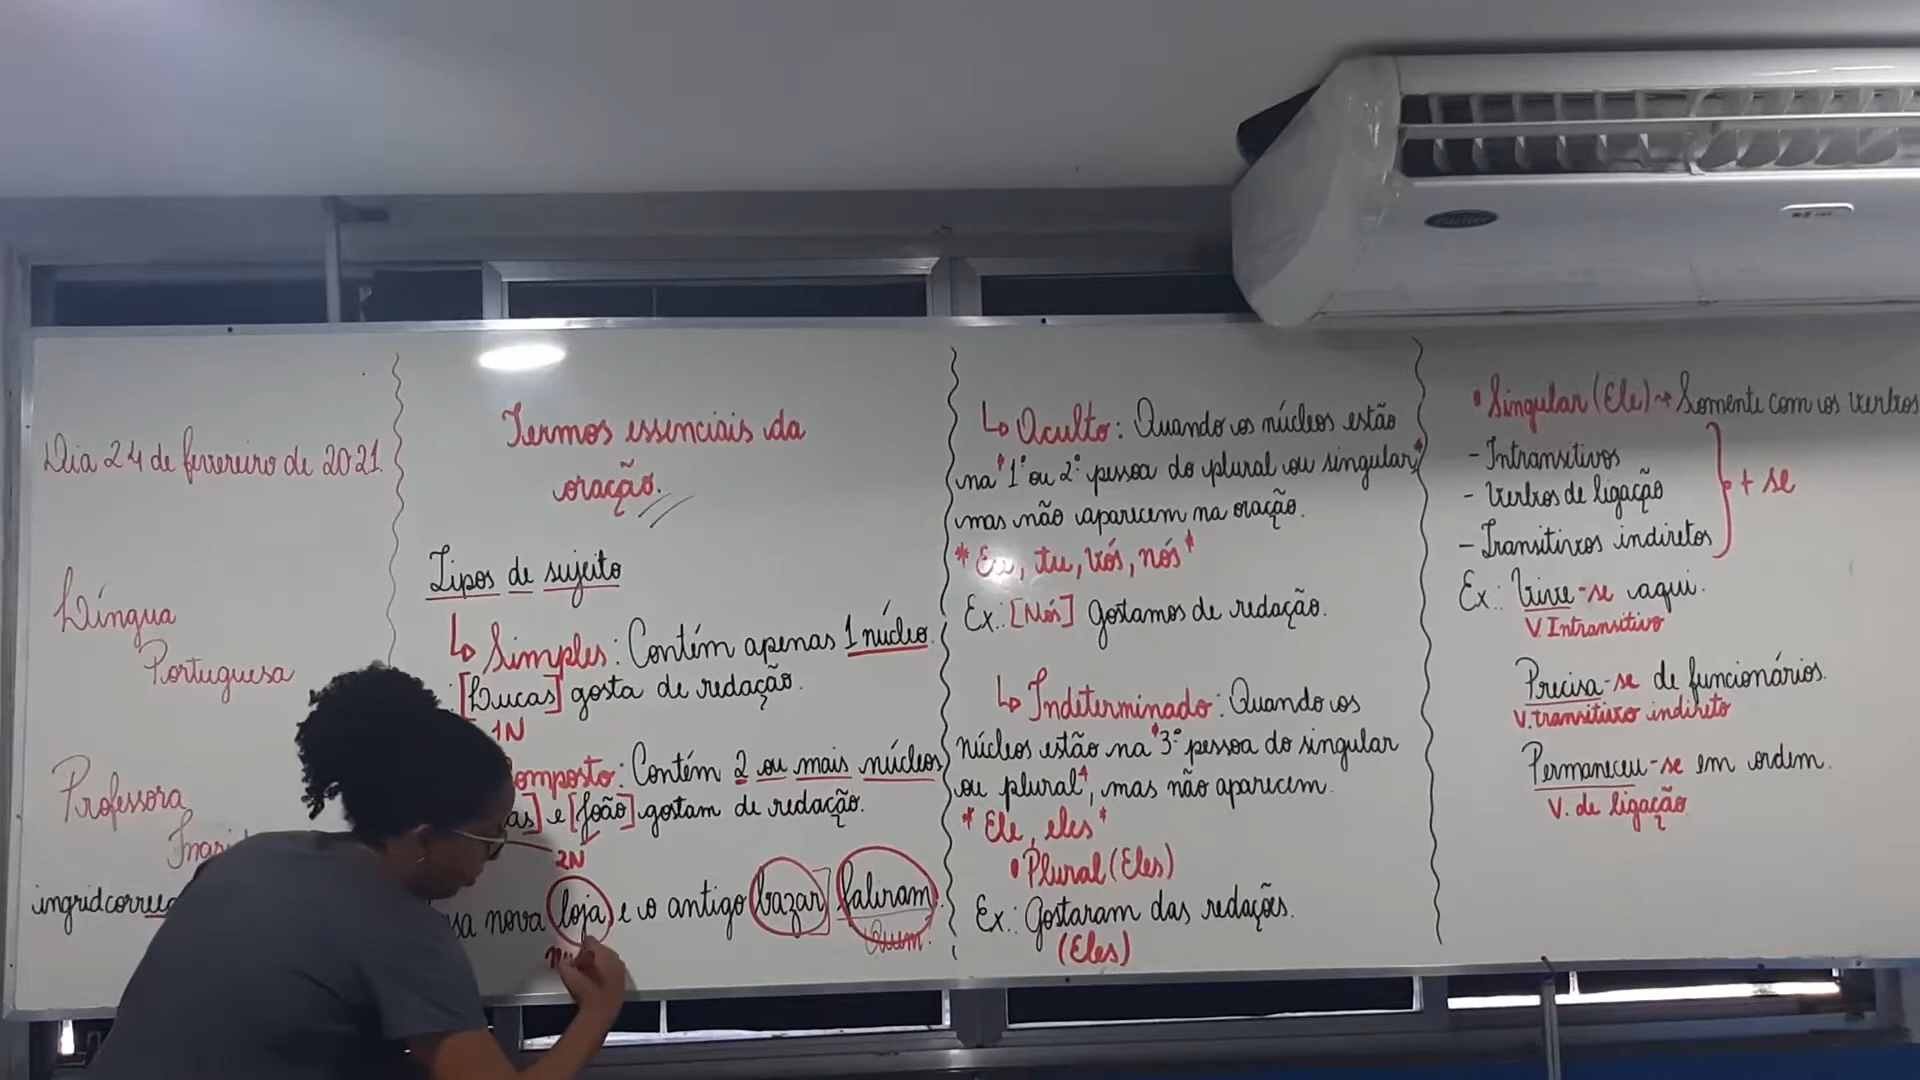 Dia 24 de fevereiro de 2021
Língua
Portuguesa
Professora
ingridcorrea
Termos essenciais da
oração.
Tipos de sujeito
↳ Simples: Contém apenas 1 núcleo.
: [Lucas] gosta de redação.
1N
omposto: Contém 2 ou mais núcleos
as] e [João] gostam de redação.
2N
sa nova loja e o antigo bazar] faliram.
Quem?
↳ Oculto: Quando os núcleos estão
na *1ª ou 2ª pessoa do plural ou singular*,
mas não aparecem na oração.
* Eu, tu, vós, nós *
Ex.: [Nós] gostamos de redação.
↳ Indeterminado: Quando os
núcleos estão na *3ª pessoa do singular
ou plural*, mas não aparecem.
* Ele, eles *
• Plural (Eles)
Ex.: Gostaram das redações.
(Eles)
• Singular (Ele) → Somente com os verbos
- Intransitivos
- Verbos de ligação
- Transitivos indiretos
+ se
Ex.: Vive-se aqui.
V. Intransitivo
Precisa-se de funcionários.
V. transitivo indireto
Permaneceu-se em ordem.
V. de ligação